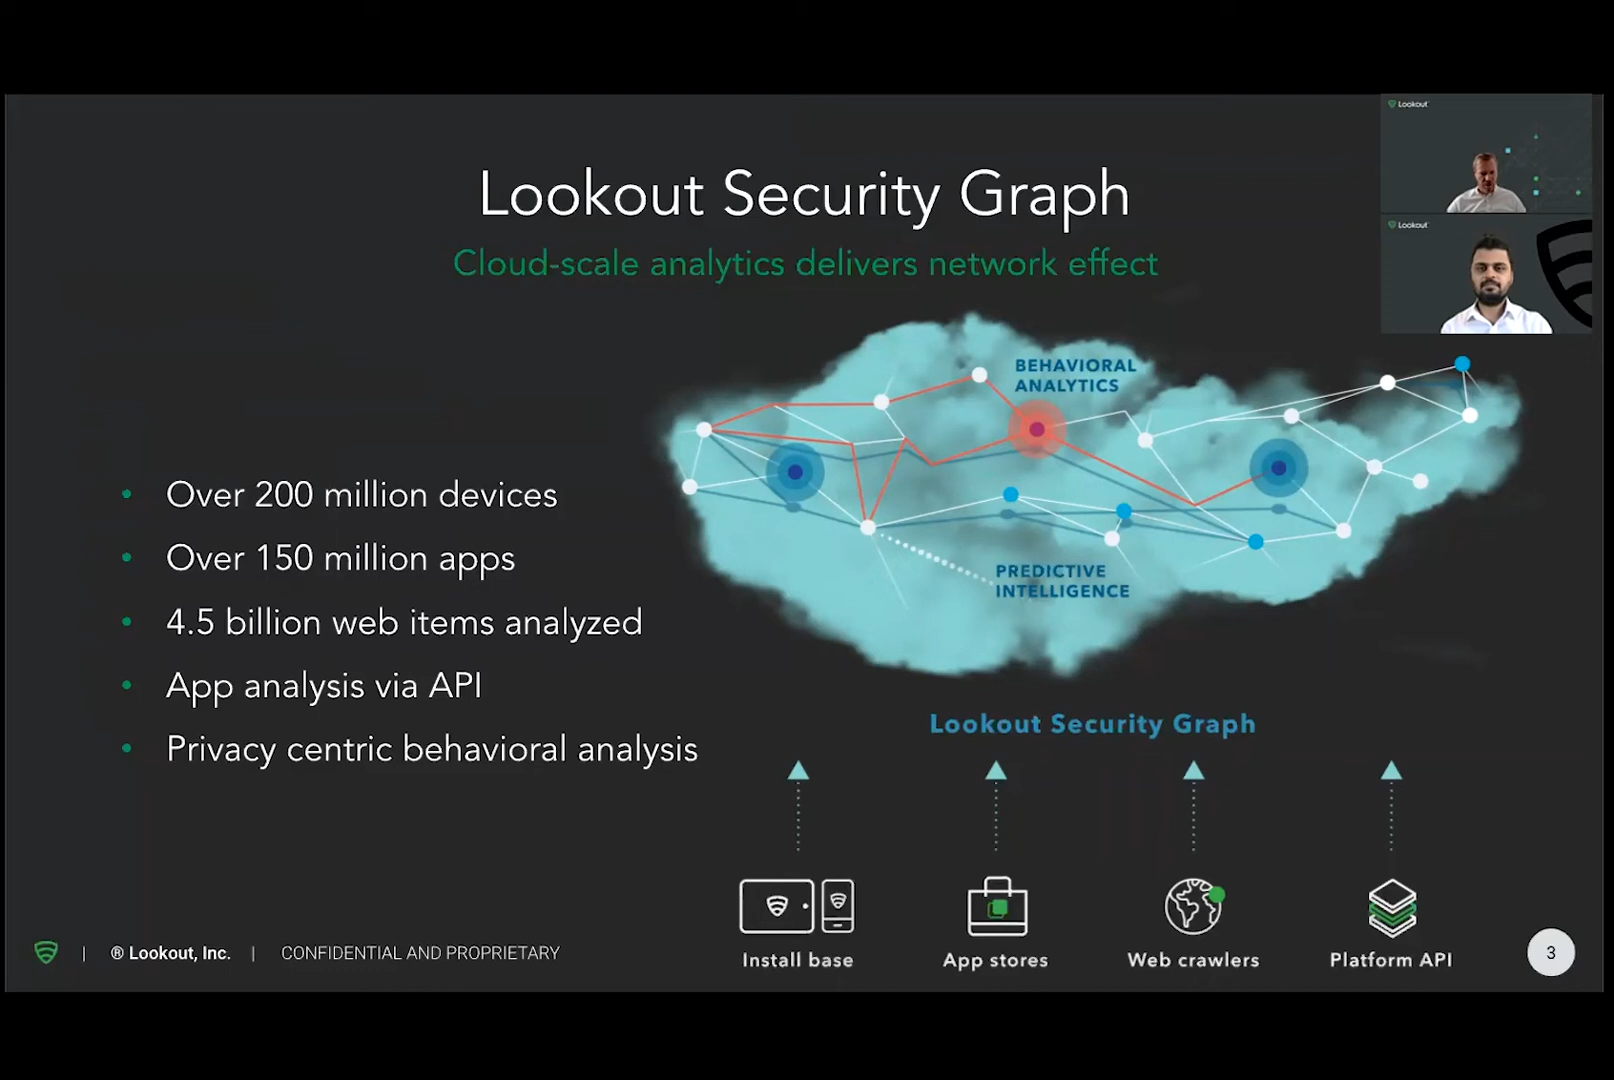 Lookout
Lookout
Lookout Security Graph
Cloud-scale analytics delivers network effect
BEHAVIORAL
ANALYTICS
PREDICTIVE
INTELLIGENCE
• Over 200 million devices
• Over 150 million apps
• 4.5 billion web items analyzed
• App analysis via API
• Privacy centric behavioral analysis
Lookout Security Graph
Install base
App stores
Web crawlers
Platform API
| ® Lookout, Inc. | CONFIDENTIAL AND PROPRIETARY
3